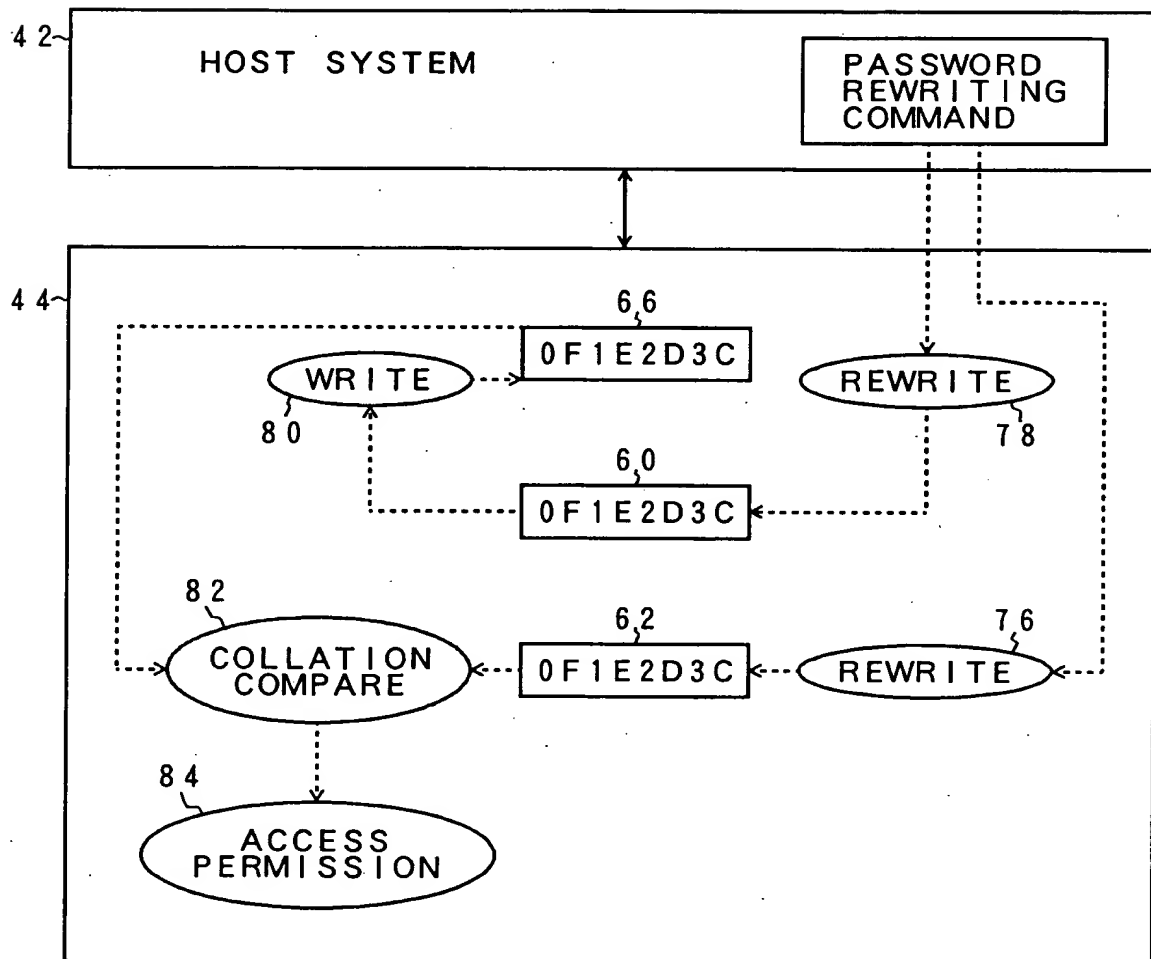 42
HOST SYSTEM
PASSWORD
REWRITING
COMMAND
44
66
0F1E2D3C
WRITE
80
REWRITE
78
60
0F1E2D3C
82
COLLATION
COMPARE
62
0F1E2D3C
76
REWRITE
84
ACCESS
PERMISSION